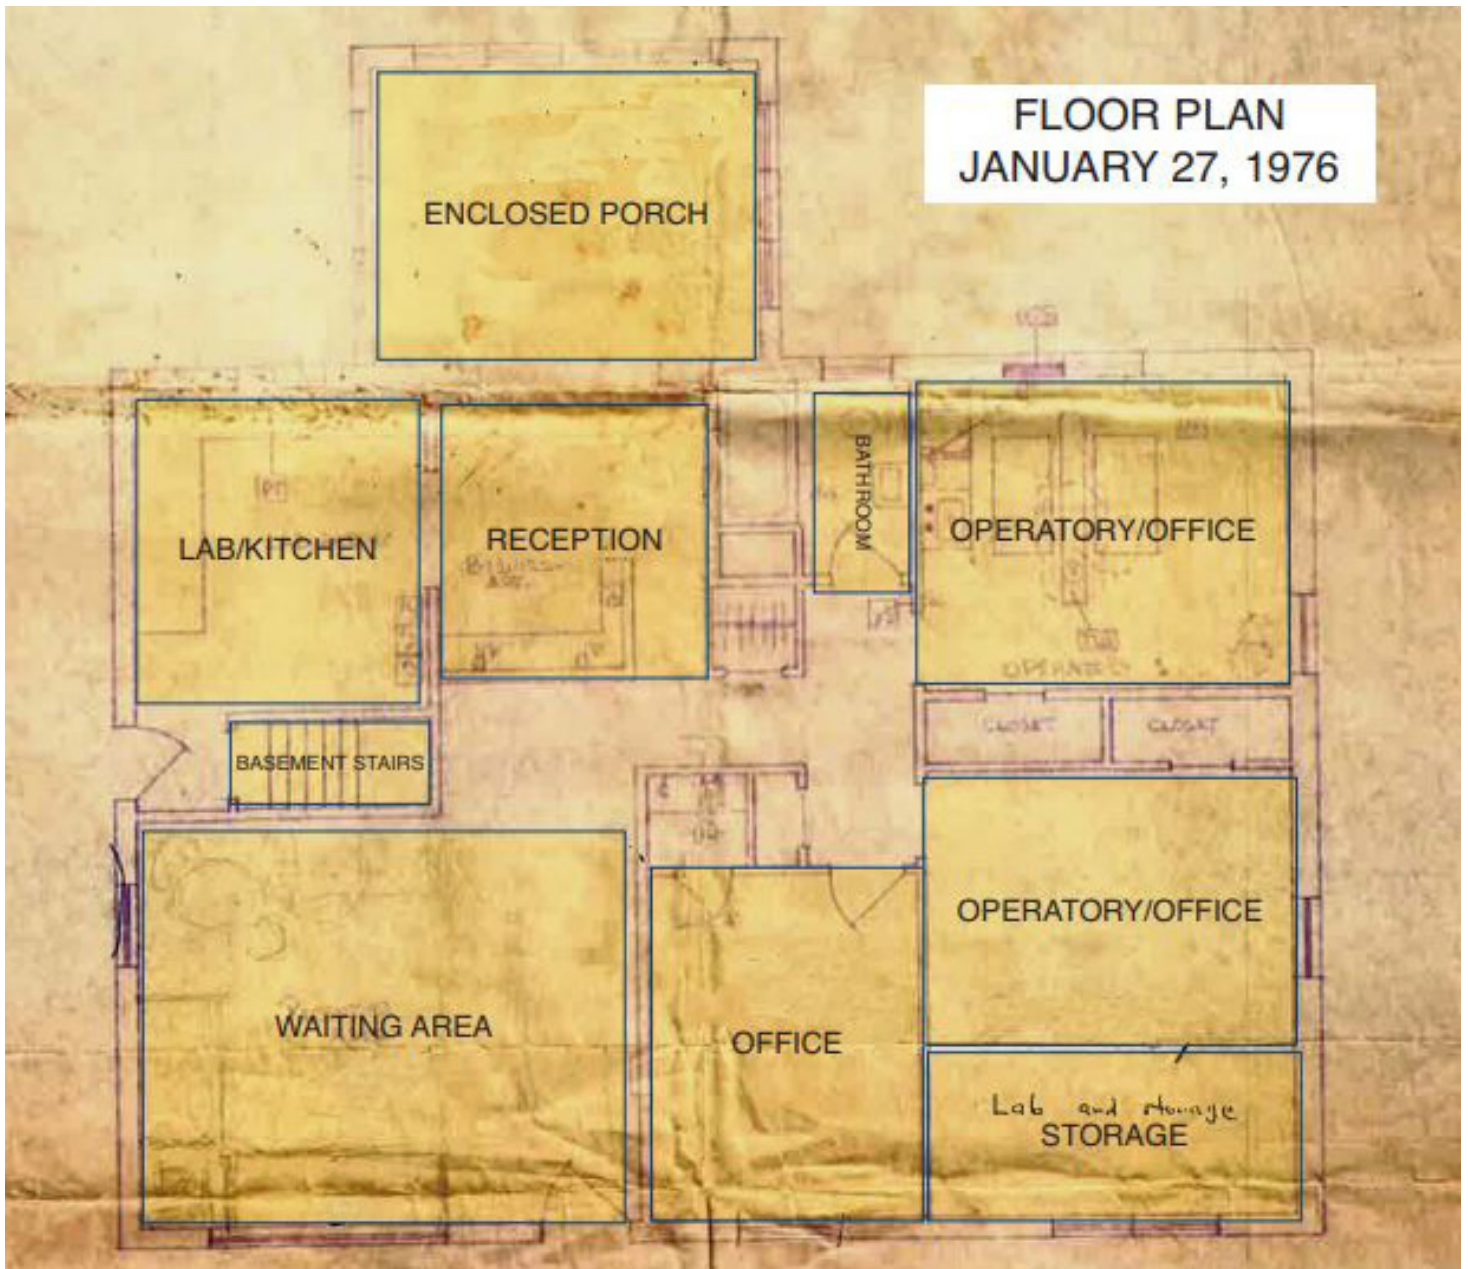 FLOOR PLAN
JANUARY 27, 1976
ENCLOSED PORCH
LAB/KITCHEN
RECEPTION
BATHROOM
OPERATORY/OFFICE
CLOSET
CLOSET
BASEMENT STAIRS
OPERATORY/OFFICE
WAITING AREA
OFFICE
Lab and storage
STORAGE